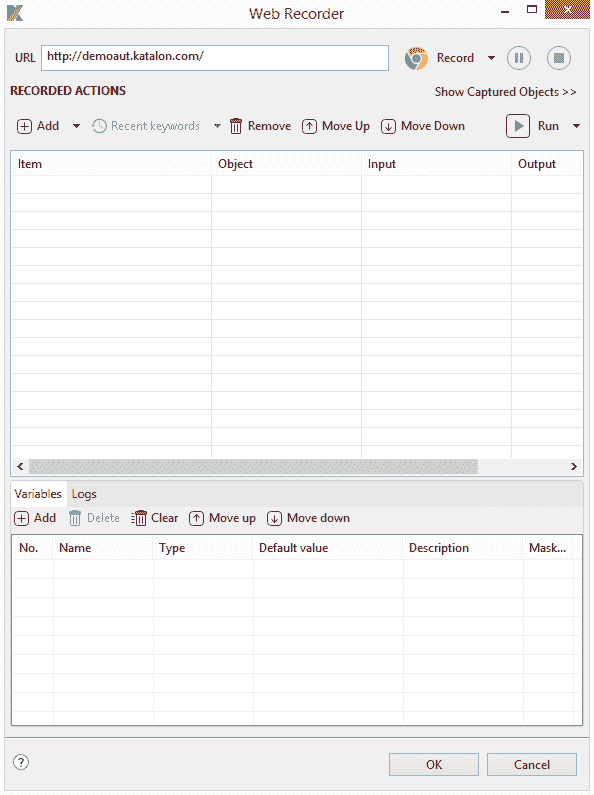 Web Recorder
URL http://demoaut.katalon.com/ Record
RECORDED ACTIONS Show Captured Objects >>
Add Recent keywords Remove Move Up Move Down Run
Item Object Input Output
Variables Logs
Add Delete Clear Move up Move down
No. Name Type Default value Description Mask...
? OK Cancel